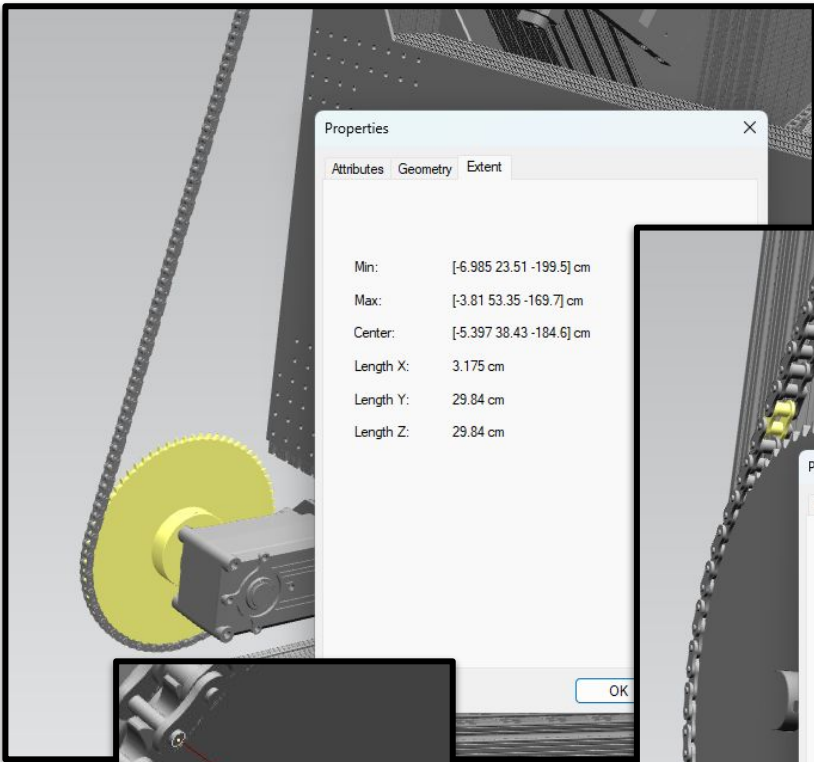 Properties
Attributes Geometry Extent
Min: [-6.985 23.51 -199.5] cm
Max: [-3.81 53.35 -169.7] cm
Center: [-5.397 38.43 -184.6] cm
Length X: 3.175 cm
Length Y: 29.84 cm
Length Z: 29.84 cm
P
OK